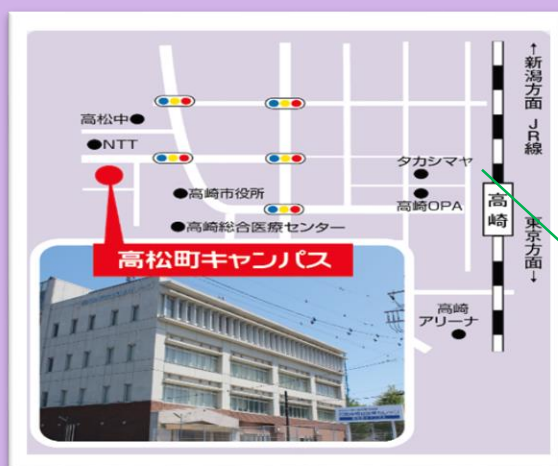 ↑新潟方面 JR線
高松中
NTT
タカシマヤ
高崎市役所
高崎OPA
高崎
高崎総合医療センター
東京方面↓
高松町キャンパス
高崎
アリーナ